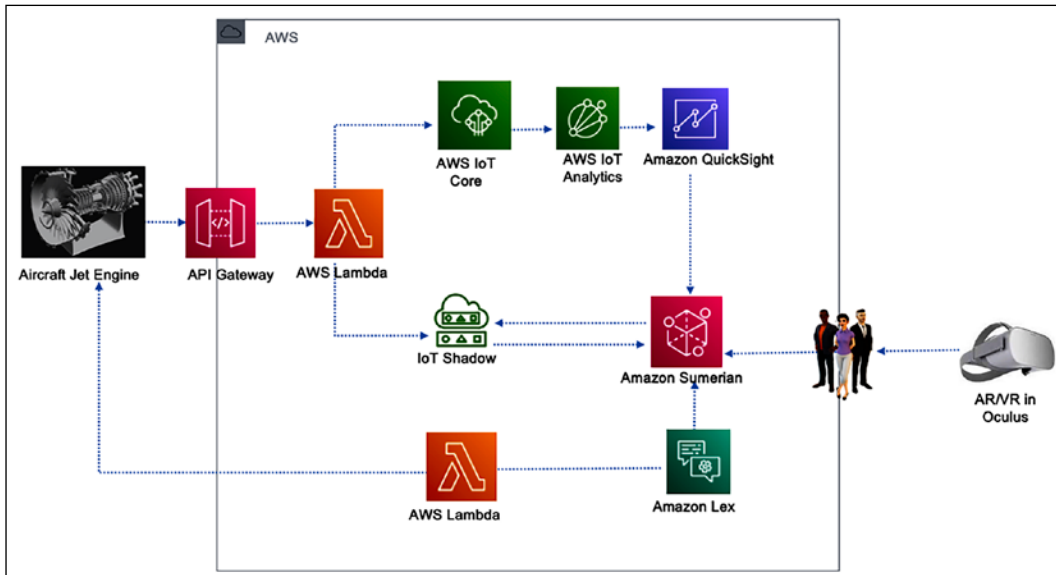 AWS
AWS IoT
Core
AWS IoT
Analytics
Amazon QuickSight
Aircraft Jet Engine
</>
API Gateway
AWS Lambda
IoT Shadow
Amazon Sumerian
AR/VR in
Oculus
AWS Lambda
Amazon Lex